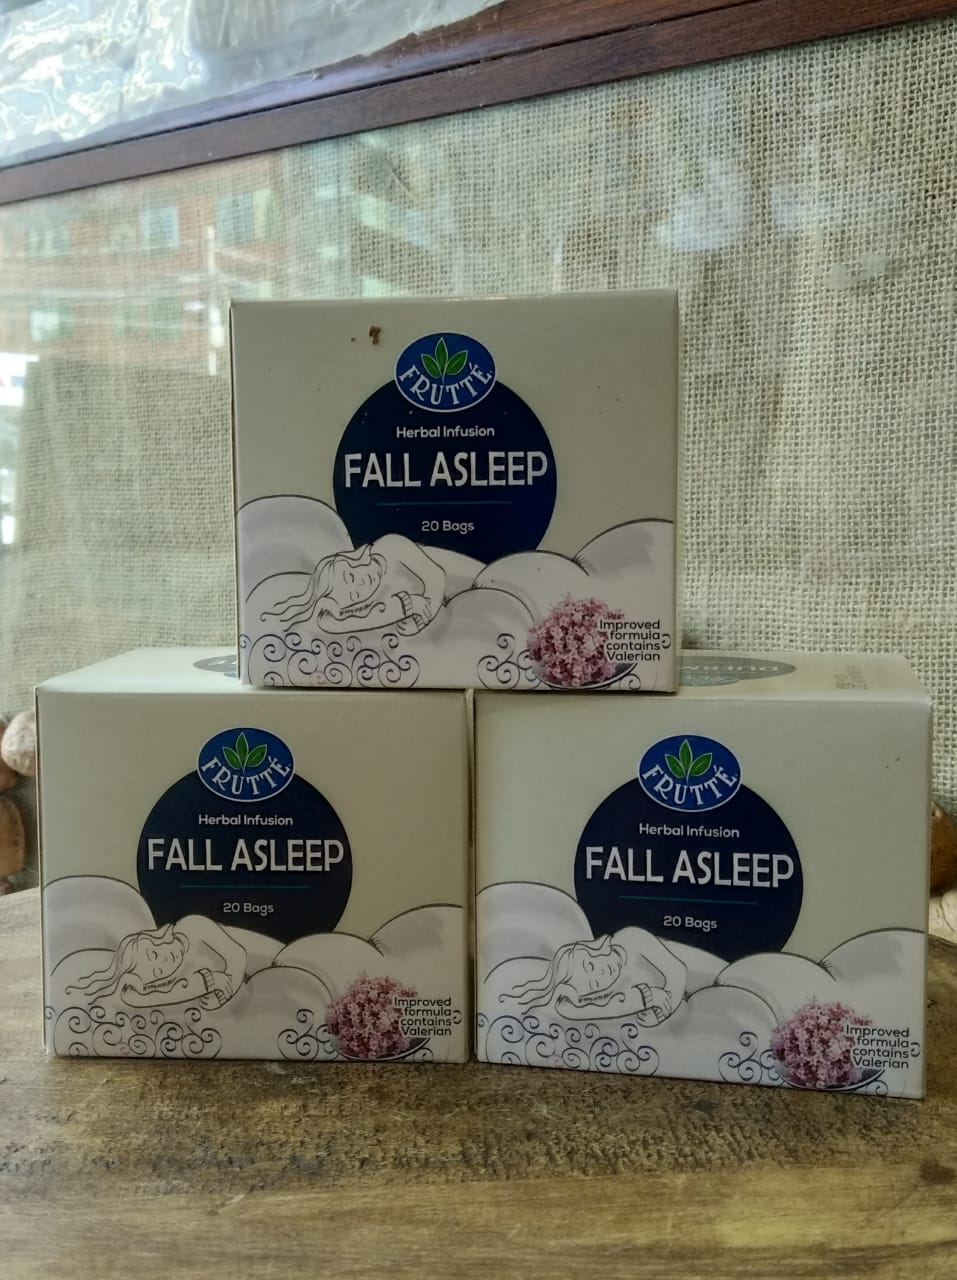 FRUTTÉ
Herbal Infusion
FALL ASLEEP
20 Bags
Improved
formula
contains
Valerian
FRUTTÉ
Herbal Infusion
FALL ASLEEP
20 Bags
Improved
formula
contains
Valerian
FRUTTÉ
Herbal Infusion
FALL ASLEEP
20 Bags
Improved
formula
contains
Valerian